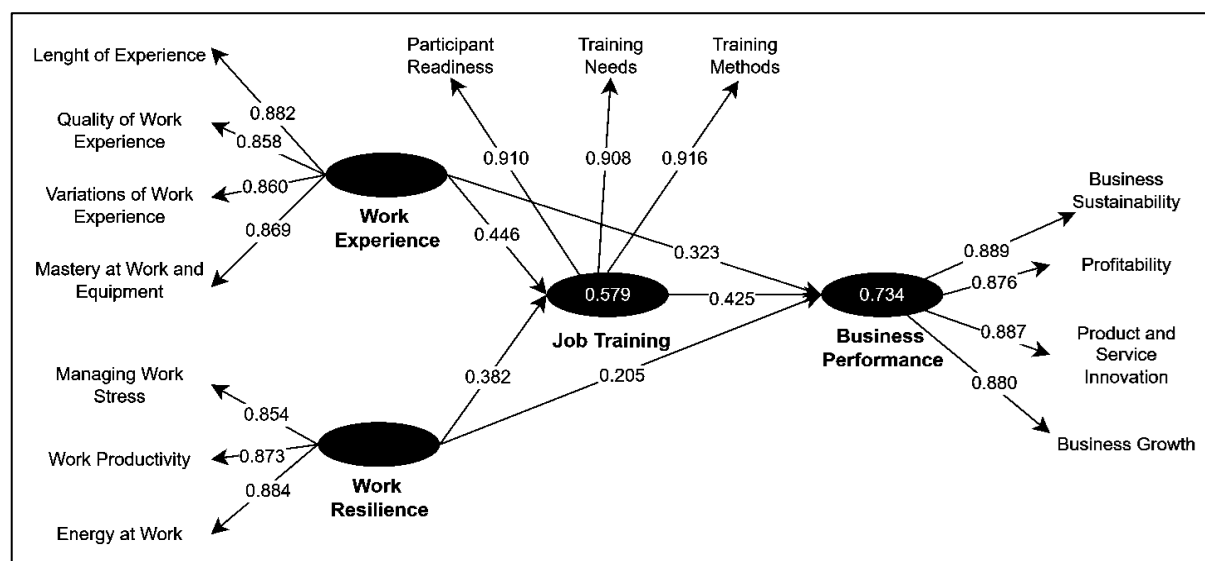 Lenght of Experience
Quality of Work
Experience
Variations of Work
Experience
Mastery at Work and
Equipment
0.882
0.858
0.860
0.869
Work
Experience
Participant
Readiness
Training
Needs
Training
Methods
0.910
0.908
0.916
0.446
0.323
0.579
Job Training
0.425
0.382
0.205
Managing Work
Stress
Work Productivity
Energy at Work
0.854
0.873
0.884
Work
Resilience
0.734
Business
Performance
0.889
0.876
0.887
0.880
Business
Sustainability
Profitability
Product and
Service
Innovation
Business Growth